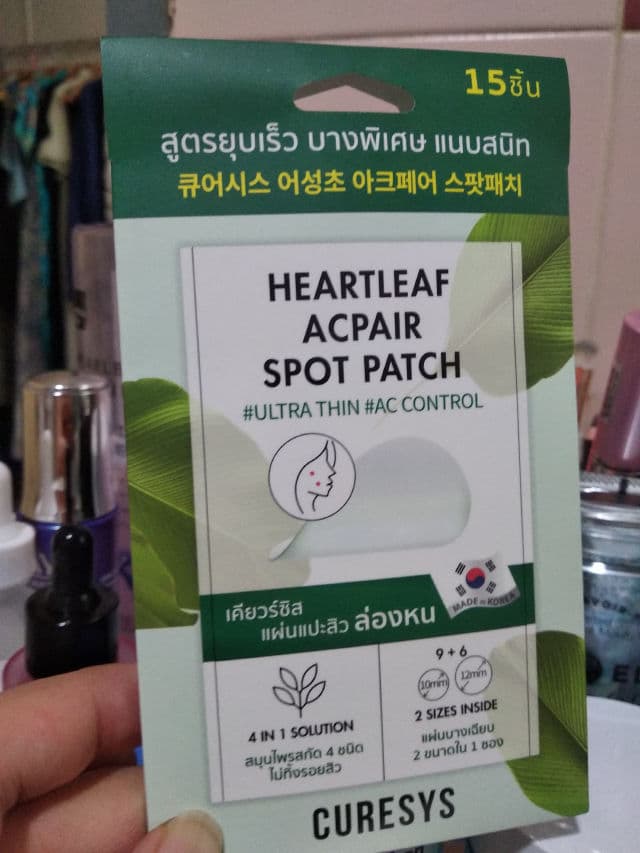 15ชิ้น
สูตรยุบเร็ว บางพิเศษ แนบสนิท
큐어시스 어성초 아크페어 스팟패치
HEARTLEAF
ACPAIR
SPOT PATCH
#ULTRA THIN #AC CONTROL
MADE IN KOREA
เคียวร์ซิส
แผ่นแปะสิว ล่องหน
4 IN 1 SOLUTION
สมุนไพรสกัด 4 ชนิด
ไม่ทิ้งรอยสิว
9 + 6
10mm 12mm
2 SIZES INSIDE
แผ่นบางเฉียบ
2 ขนาดใน 1 ซอง
CURESYS